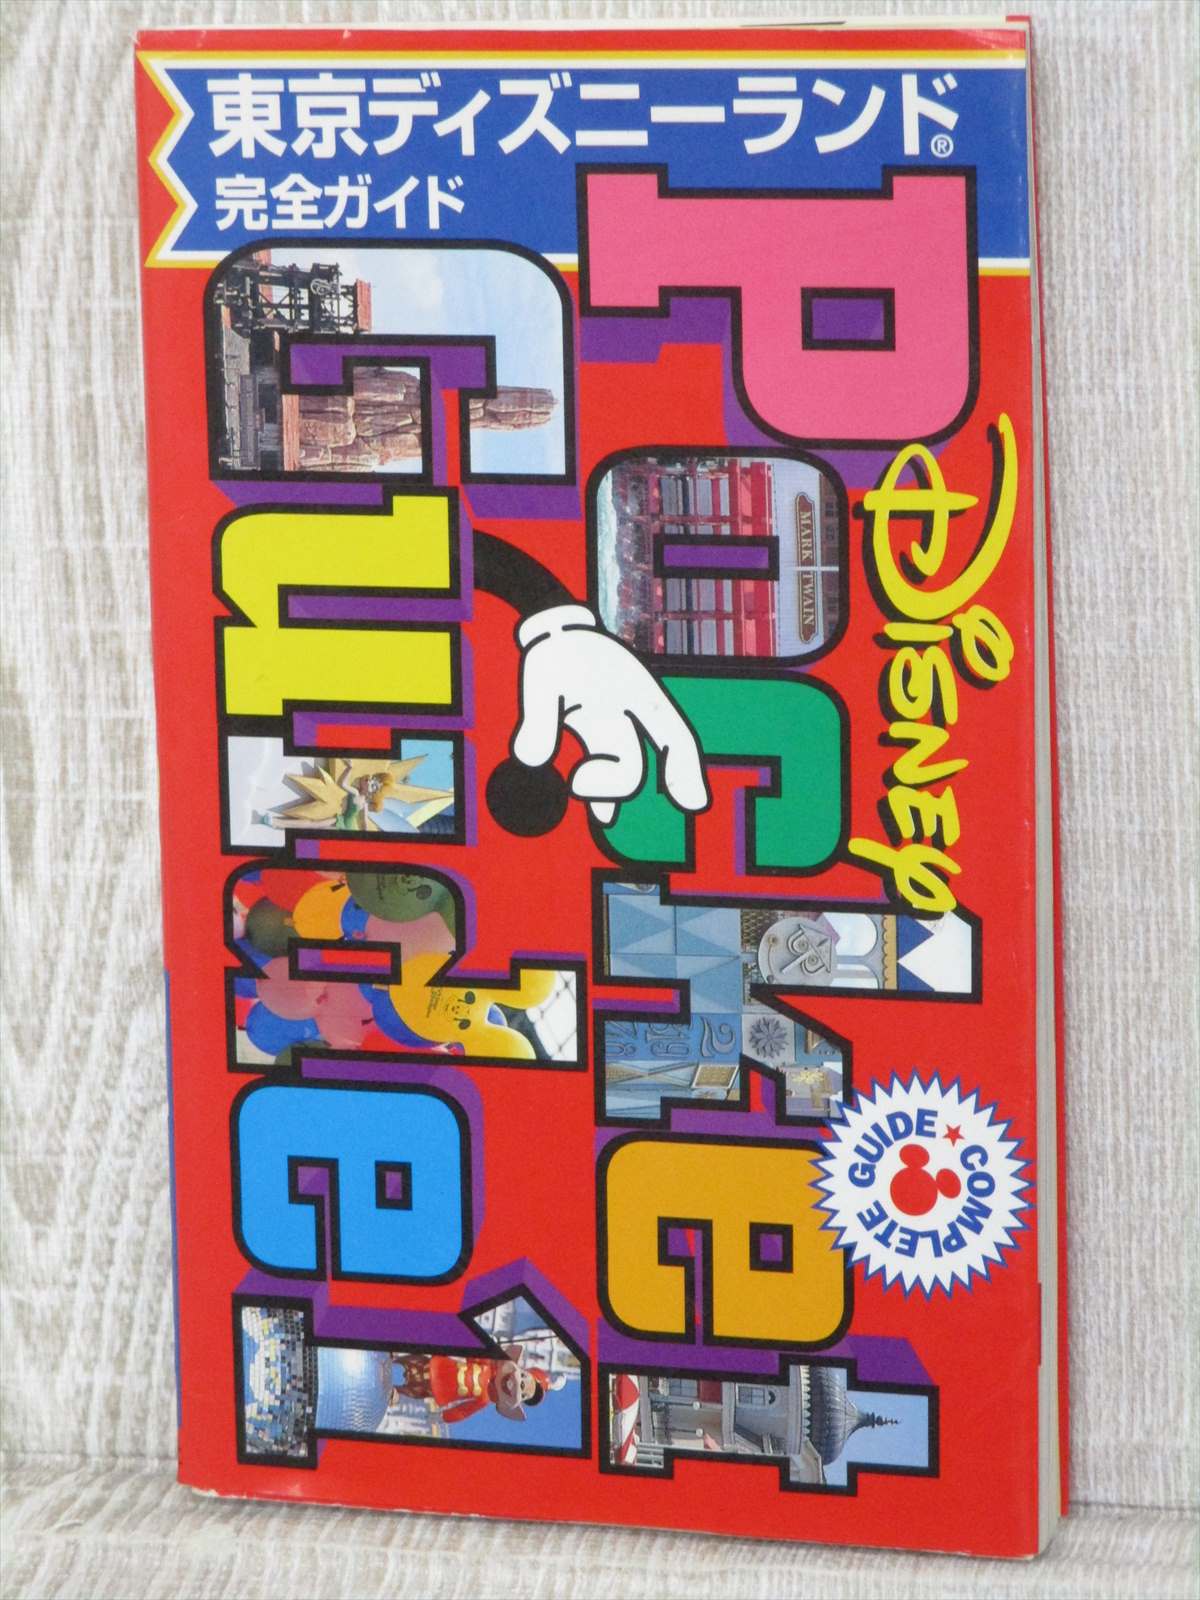 東京ディズニーランド®
完全ガイド
DISNEY
Pocket
Guide1
MARK TWAIN
COMPLETE GUIDE★